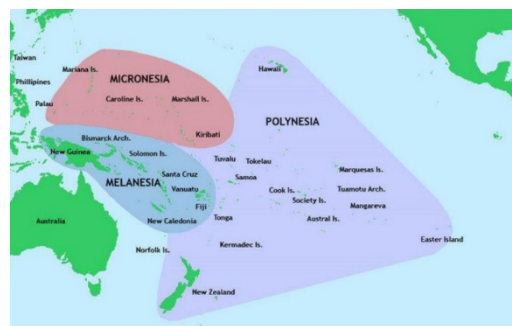 Taiwan
Mariana Is.
Phillipines
MICRONESIA
Hawaii
Palau
Caroline Is.
Marshall Is.
POLYNESIA
Kiribati
Bismarck Arch.
New Guinea
Solomon Is.
Tuvalu
Tokelau
Santa Cruz
Samoa
Marquesas Is.
MELANESIA
Vanuatu
Cook Is.
Tuamotu Arch.
Society Is.
Mangareva
Fiji
Australia
New Caledonia
Tonga
Austral Is.
Norfolk Is.
Kermadec Is.
Easter Island
New Zealand